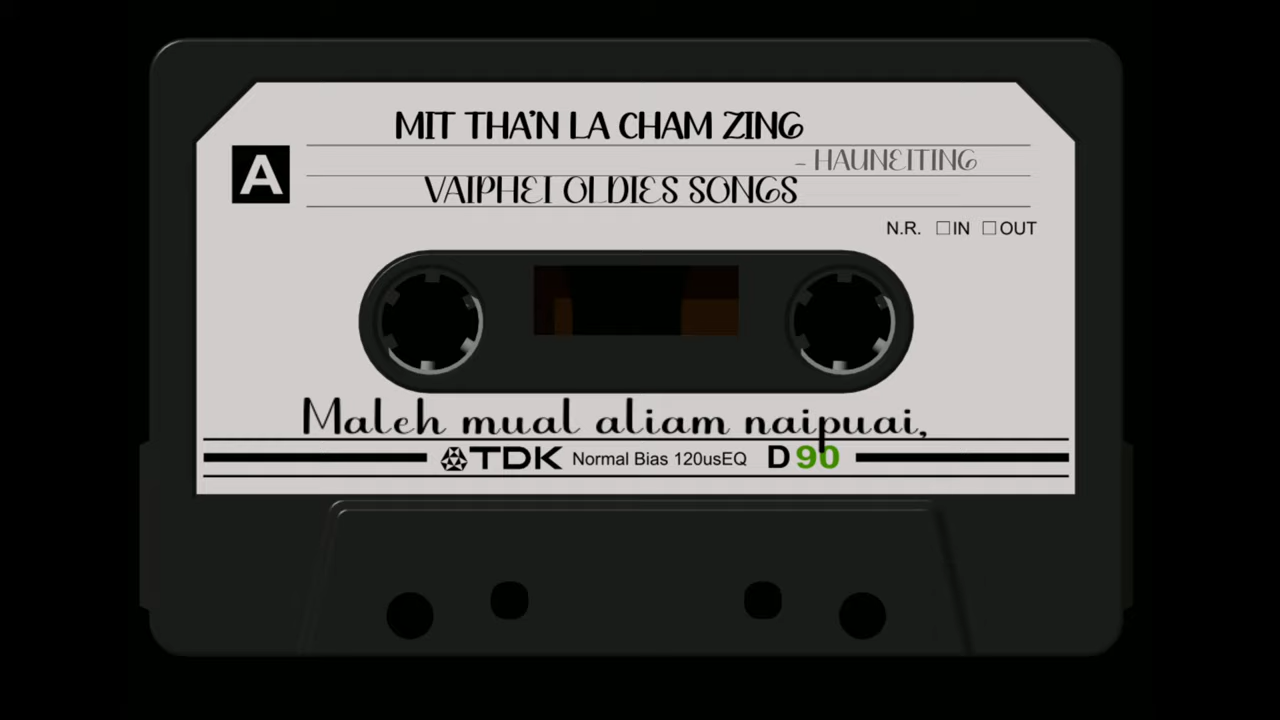 MIT THA'N LA CHAM ZING
A
- HAUNEITING
VAIPHEI OLDIES SONGS
N.R. □IN □OUT
Maleh mual aliam naipuai,
TDK Normal Bias 120usEQ D 90